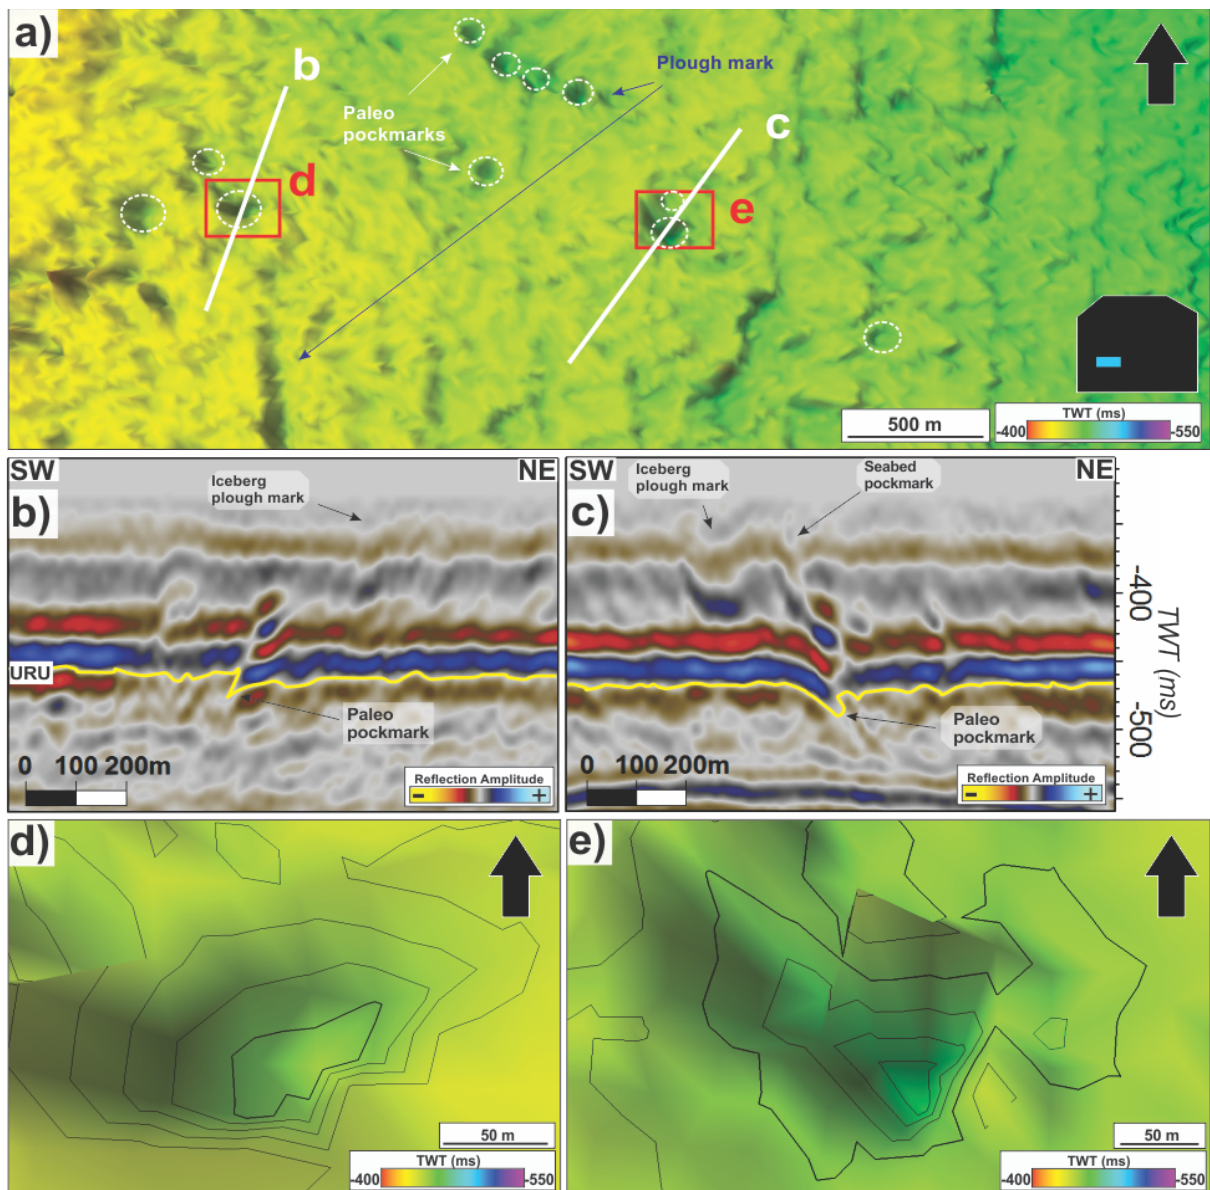 a)
b
Plough mark
Paleo
pockmarks
c
d
e
500 m
TWT (ms)
-400
-550
SW
NE
b)
Iceberg
plough mark
URU
Paleo
pockmark
0 100 200m
Reflection Amplitude
- +
SW
NE
c)
Iceberg
plough mark
Seabed
pockmark
Paleo
pockmark
0 100 200m
Reflection Amplitude
- +
-400
-500
TWT (ms)
d)
50 m
TWT (ms)
-400
-550
e)
50 m
TWT (ms)
-400
-550